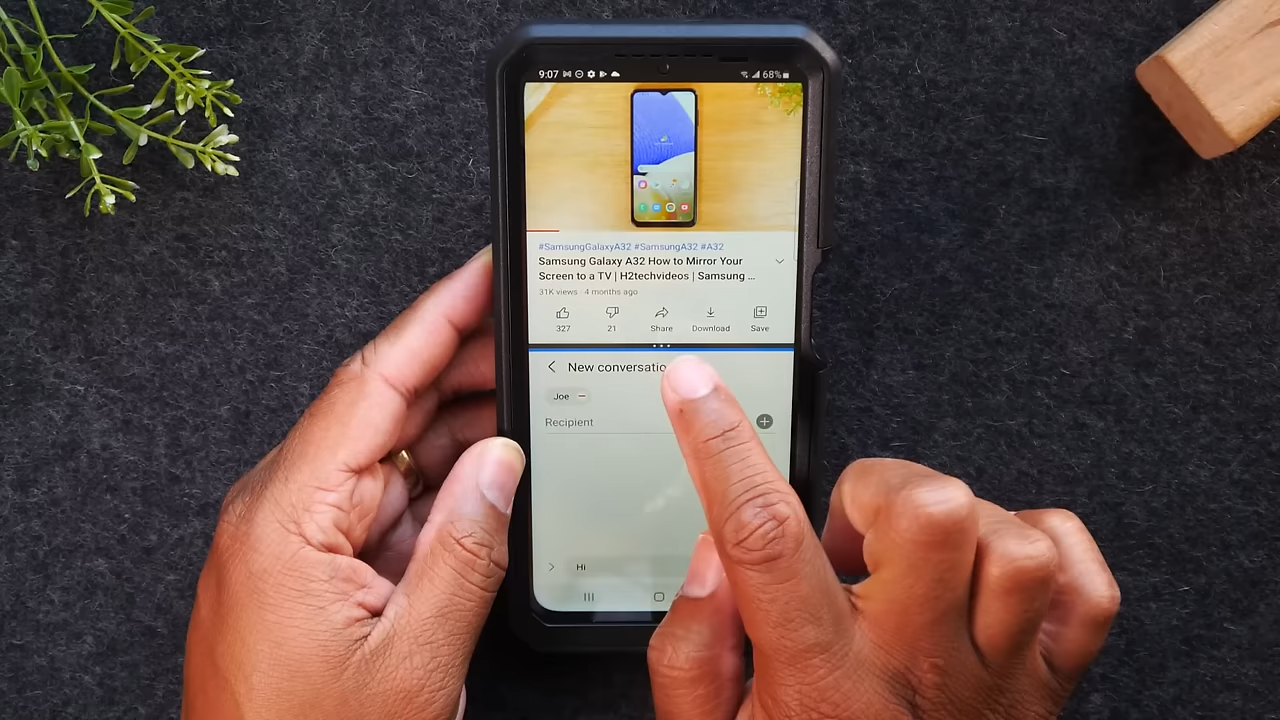 9:07
68%
#SamsungGalaxyA32 #SamsungA32 #A32
Samsung Galaxy A32 How to Mirror Your
Screen to a TV | H2techvideos | Samsung ...
31K views · 4 months ago
327
21
Share
Download
Save
New conversatio
Joe
Recipient
Hi